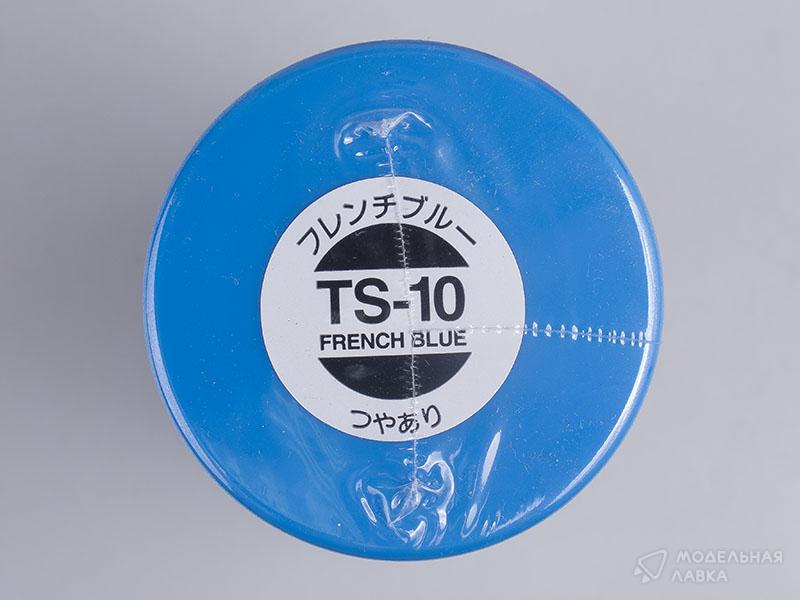 フレンチブルー
TS-10
FRENCH BLUE
つやあり
МОДЕЛЬНАЯ
ЛАВКА